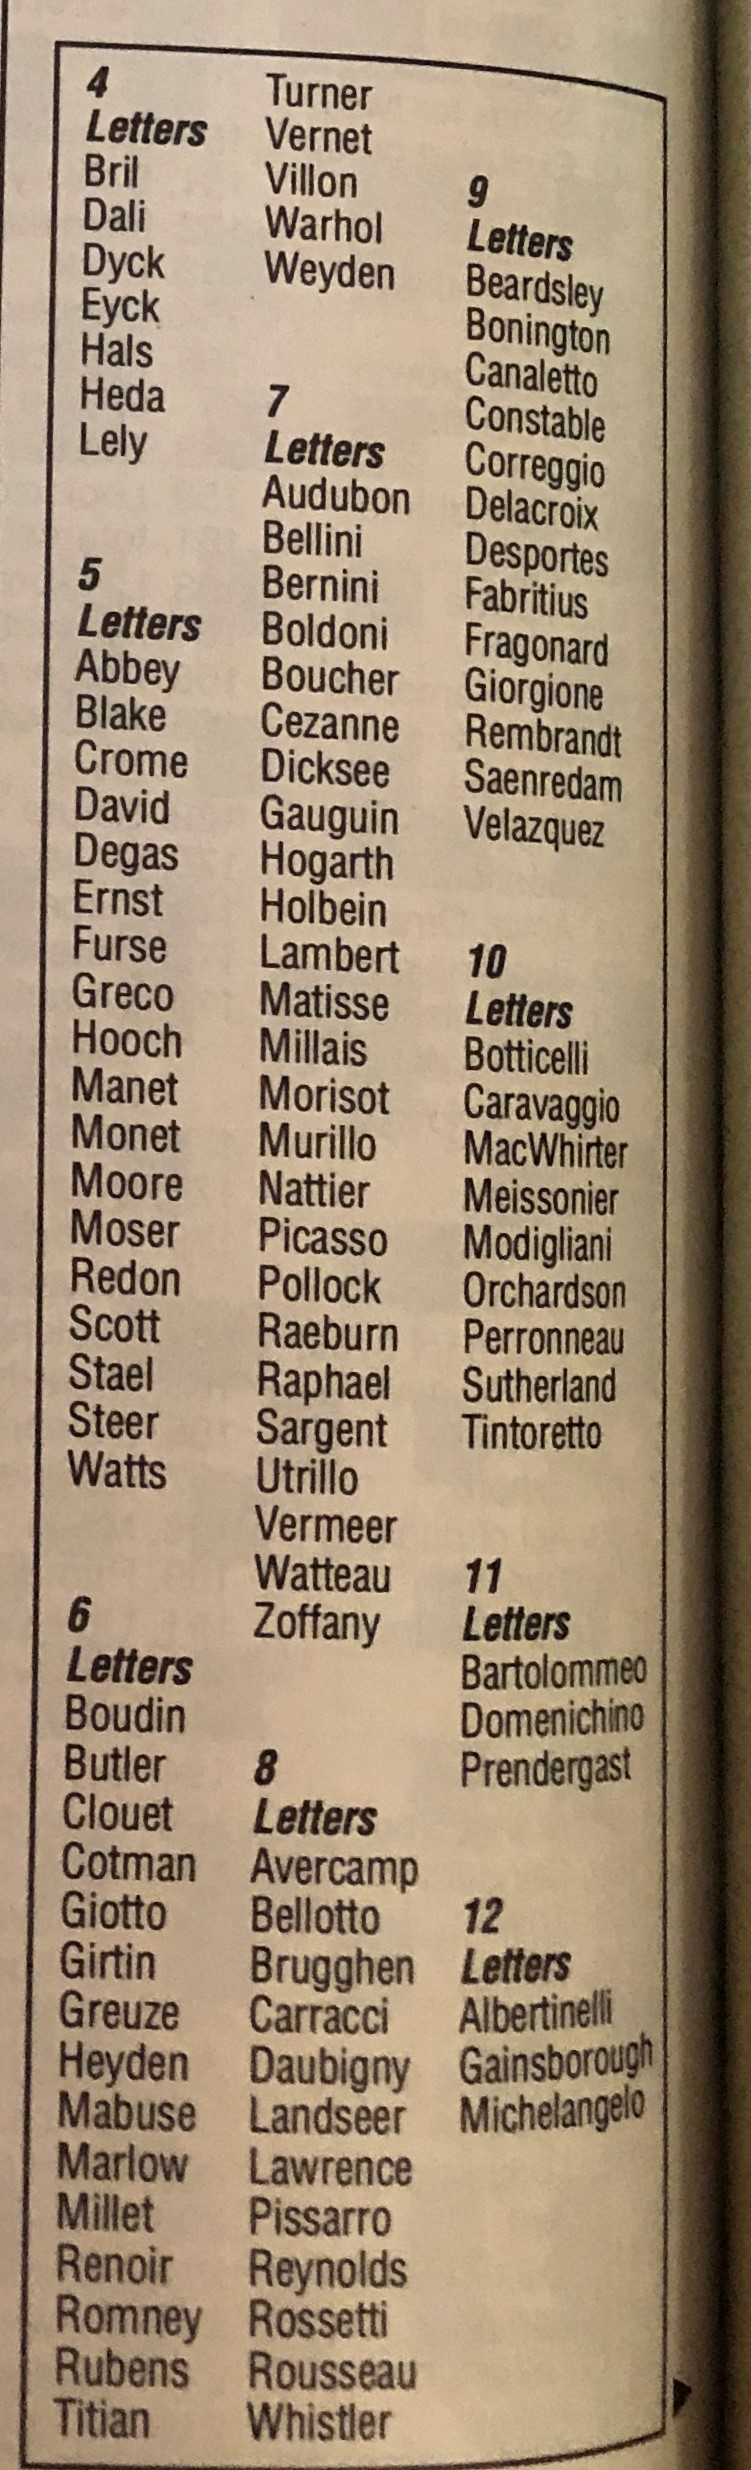 4
Letters
Bril
Dali
Dyck
Eyck
Hals
Heda
Lely
5
Letters
Abbey
Blake
Crome
David
Degas
Ernst
Furse
Greco
Hooch
Manet
Monet
Moore
Moser
Redon
Scott
Stael
Steer
Watts
6
Letters
Boudin
Butler
Clouet
Cotman
Giotto
Girtin
Greuze
Heyden
Mabuse
Marlow
Millet
Renoir
Romney
Rubens
Titian
Turner
Vernet
Villon
Warhol
Weyden
7
Letters
Audubon
Bellini
Bernini
Boldoni
Boucher
Cezanne
Dicksee
Gauguin
Hogarth
Holbein
Lambert
Matisse
Millais
Morisot
Murillo
Nattier
Picasso
Pollock
Raeburn
Raphael
Sargent
Utrillo
Vermeer
Watteau
Zoffany
8
Letters
Avercamp
Bellotto
Brugghen
Carracci
Daubigny
Landseer
Lawrence
Pissarro
Reynolds
Rossetti
Rousseau
Whistler
9
Letters
Beardsley
Bonington
Canaletto
Constable
Correggio
Delacroix
Desportes
Fabritius
Fragonard
Giorgione
Rembrandt
Saenredam
Velazquez
10
Letters
Botticelli
Caravaggio
MacWhirter
Meissonier
Modigliani
Orchardson
Perronneau
Sutherland
Tintoretto
11
Letters
Bartolommeo
Domenichino
Prendergast
12
Letters
Albertinelli
Gainsborough
Michelangelo